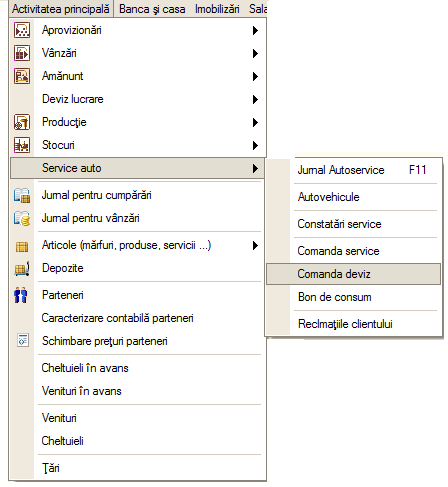 Activitatea principală Banca şi casa Imobilizări Sala
Aprovizionări
Vânzări
Amănunt
Deviz lucrare
Producţie
Stocuri
Service auto
Jurnal pentru cumpărări
Jurnal pentru vânzări
Articole (mărfuri, produse, servicii ...)
Depozite
Parteneri
Caracterizare contabilă parteneri
Schimbare preţuri parteneri
Cheltuieli în avans
Venituri în avans
Venituri
Cheltuieli
Ţări
Jurnal Autoservice F11
Autovehicule
Constatări service
Comanda service
Comanda deviz
Bon de consum
Reclmaţiile clientului